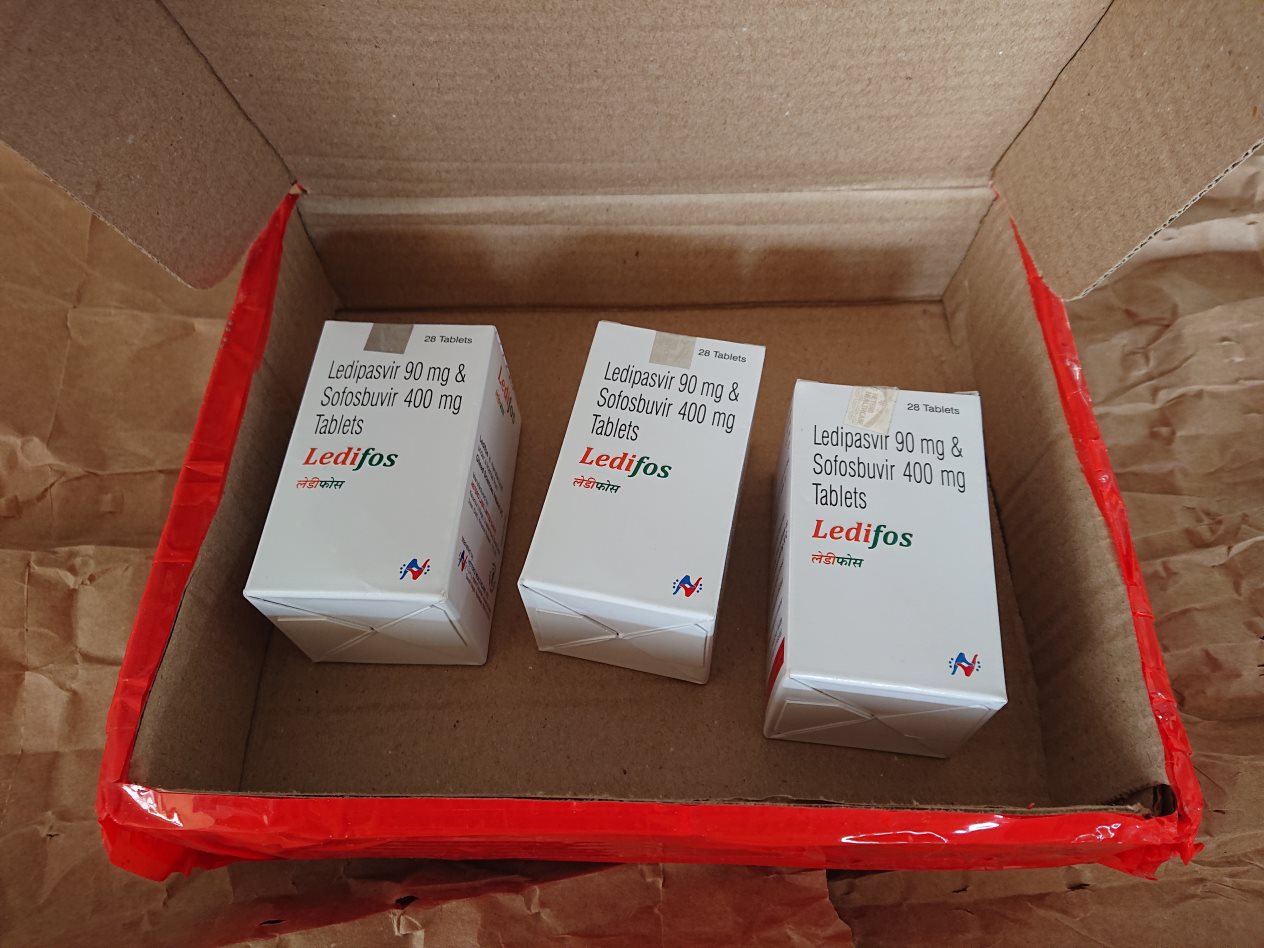 28 Tablets
Ledipasvir 90 mg &
Sofosbuvir 400 mg
Tablets
Ledifos
लेडीफोस
Ledifos
28 Tablets
Ledipasvir 90 mg &
Sofosbuvir 400 mg
Tablets
Ledifos
लेडीफोस
28 Tablets
Ledipasvir 90 mg &
Sofosbuvir 400 mg
Tablets
Ledifos
लेडीफोस